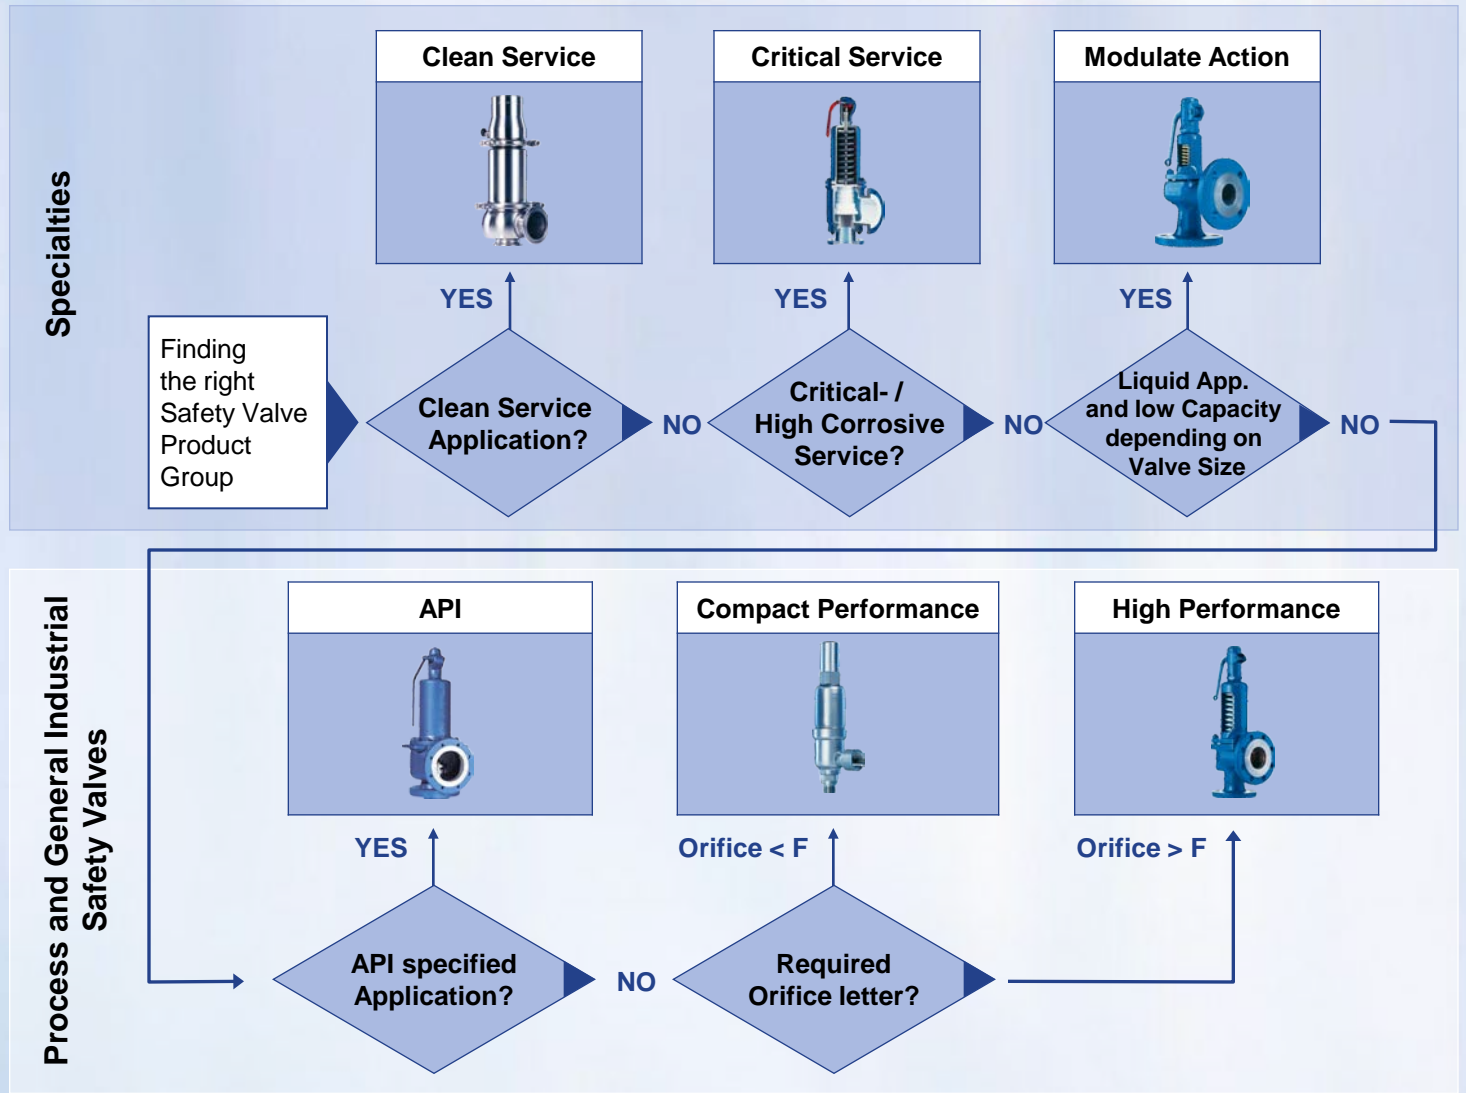 Specialties
Clean Service
Critical Service
Modulate Action
YES
YES
YES
Finding
the right
Safety Valve
Product
Group
Clean Service
Application?
NO
Critical- /
High Corrosive
Service?
NO
Liquid App.
and low Capacity
depending on
Valve Size
NO
Process and General Industrial
Safety Valves
API
Compact Performance
High Performance
YES
Orifice < F
Orifice > F
API specified
Application?
NO
Required
Orifice letter?